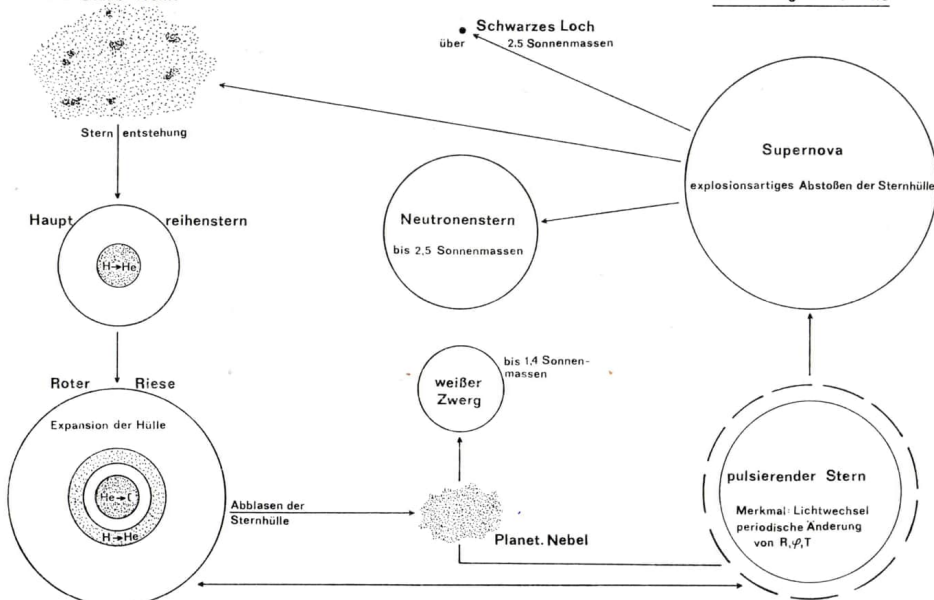 Schwarzes Loch
über 2.5 Sonnenmassen
Stern entstehung
Supernova
explosionsartiges Abstoßen der Sternhülle
Haupt reihenstern
H→He
Neutronenstern
bis 2,5 Sonnenmassen
Roter Riese
Expansion der Hülle
He→C
H→He
bis 1,4 Sonnen-
massen
weißer
Zwerg
Abblasen der
Sternhülle
Planet. Nebel
pulsierender Stern
Merkmal: Lichtwechsel
periodische Änderung
von R,φ,T